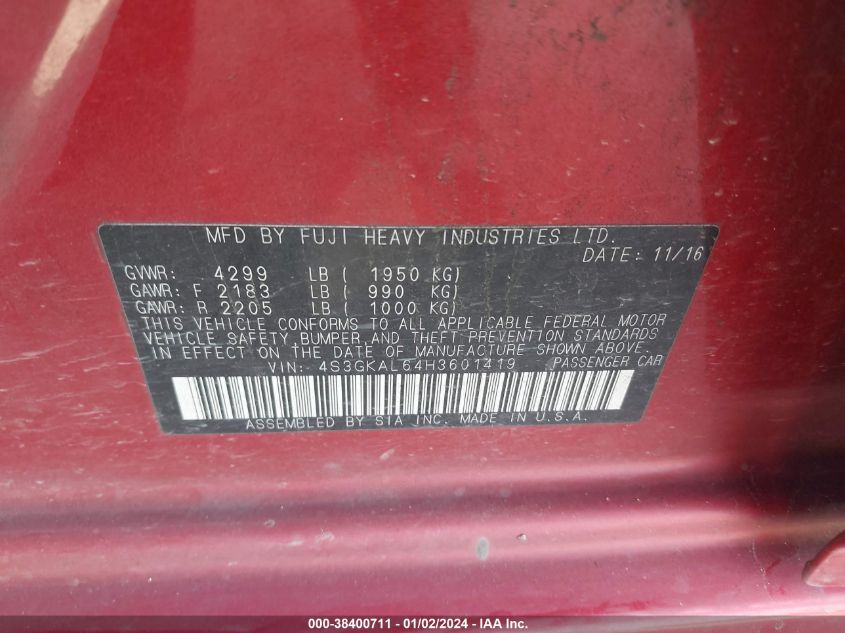 MFD BY FUJI HEAVY INDUSTRIES LTD.
DATE: 11/16
GVWR: 4299 LB ( 1950 KG)
GAWR: F 2183 LB ( 990 KG)
GAWR: R 2205 LB ( 1000 KG)
THIS VEHICLE CONFORMS TO ALL APPLICABLE FEDERAL MOTOR
VEHICLE SAFETY,BUMPER,AND THEFT PREVENTION STANDARDS
IN EFFECT ON THE DATE OF MANUFACTURE SHOWN ABOVE.
VIN: 4S3GKAL64H3601419 PASSENGER CAR
ASSEMBLED BY SIA INC. MADE IN U.S.A.
000-38400711 - 01/02/2024 - IAA Inc.